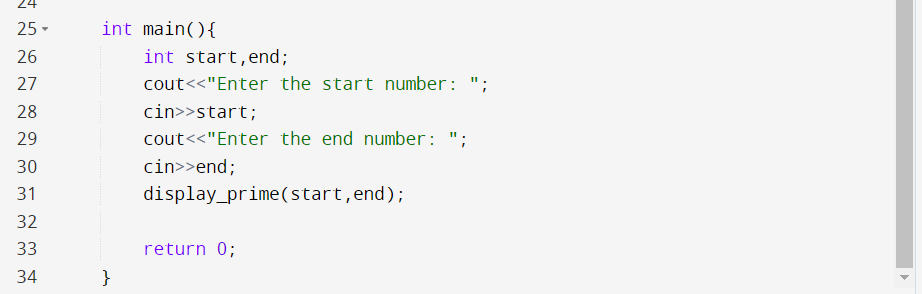 24
25 int main(){
26 int start,end;
27 cout<<"Enter the start number: ";
28 cin>>start;
29 cout<<"Enter the end number: ";
30 cin>>end;
31 display_prime(start,end);
32
33 return 0;
34 }